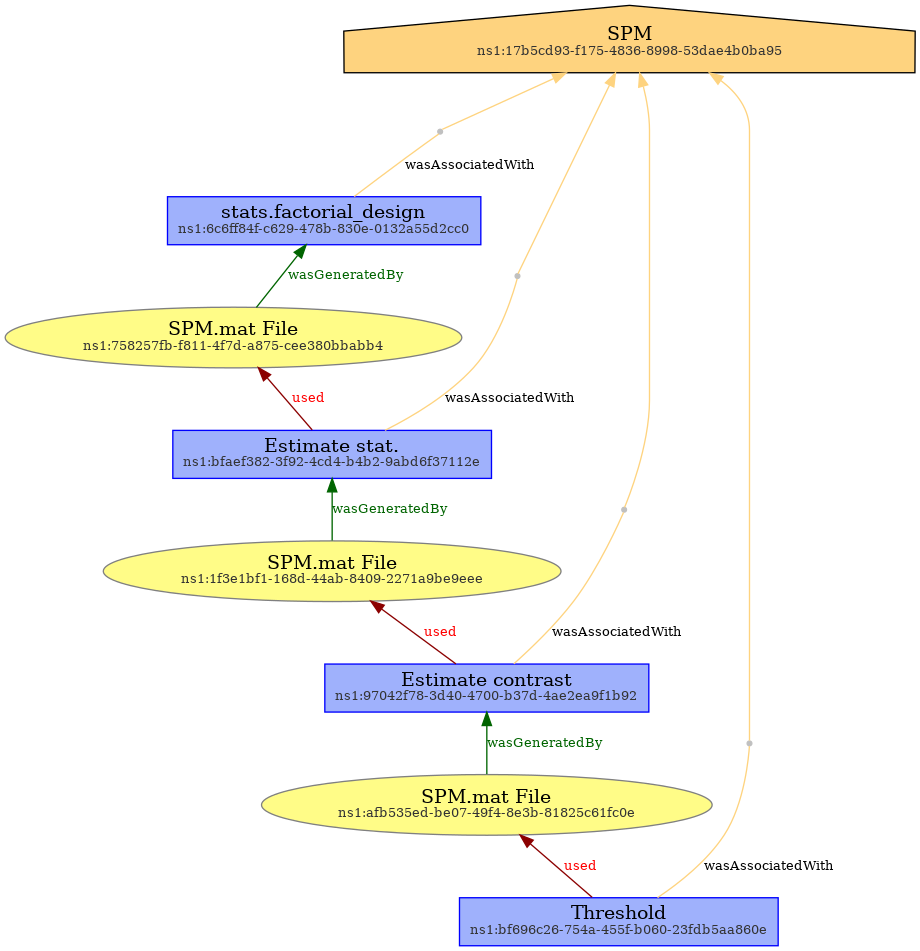 SPM
ns1:17b5cd93-f175-4836-8998-53dae4b0ba95
wasAssociatedWith
stats.factorial_design
ns1:6c6ff84f-c629-478b-830e-0132a55d2cc0
wasGeneratedBy
SPM.mat File
ns1:758257fb-f811-4f7d-a875-cee380bbabb4
used
wasAssociatedWith
Estimate stat.
ns1:bfaef382-3f92-4cd4-b4b2-9abd6f37112e
wasGeneratedBy
SPM.mat File
ns1:1f3e1bf1-168d-44ab-8409-2271a9be9eee
used
wasAssociatedWith
Estimate contrast
ns1:97042f78-3d40-4700-b37d-4ae2ea9f1b92
wasGeneratedBy
SPM.mat File
ns1:afb535ed-be07-49f4-8e3b-81825c61fc0e
used
wasAssociatedWith
Threshold
ns1:bf696c26-754a-455f-b060-23fdb5aa860e